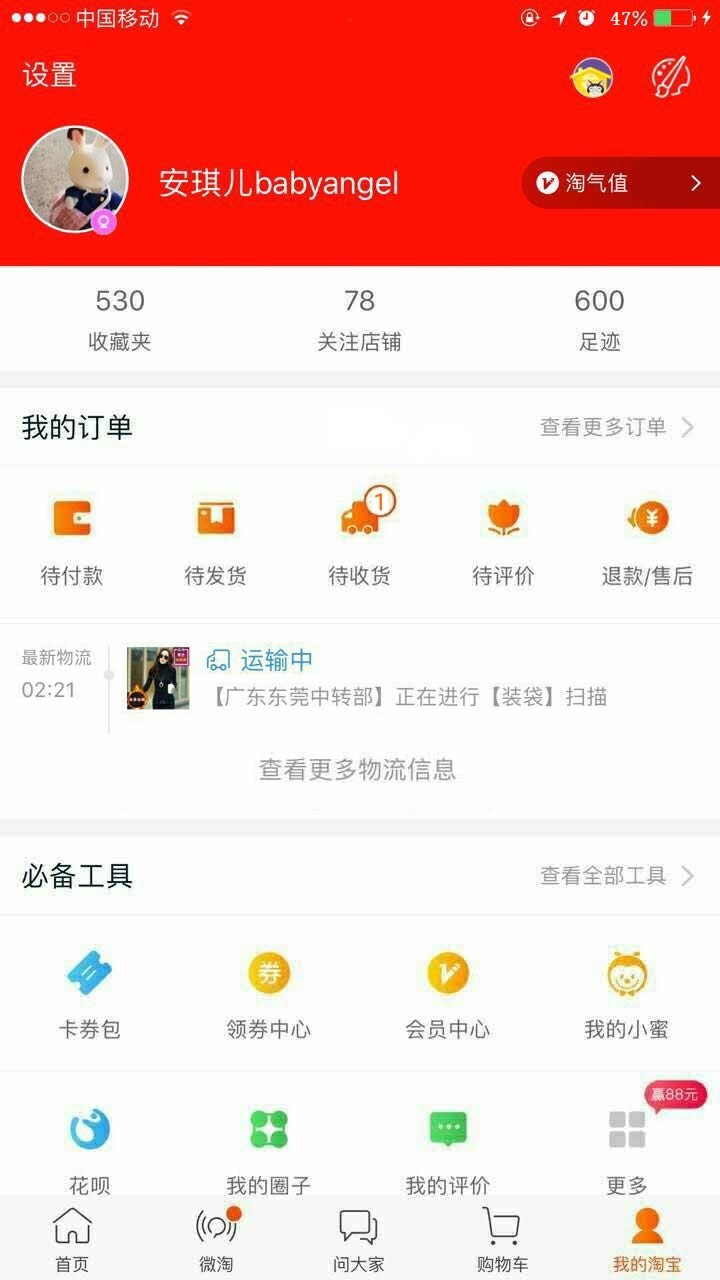 中国移动 47%
设置
安琪儿babyangel 淘气值
530 78 600
收藏夹 关注店铺 足迹
我的订单 查看更多订单
1
待付款 待发货 待收货 待评价 退款/售后
最新物流 运输中
02:21 【广东东莞中转部】正在进行【装袋】扫描
查看更多物流信息
必备工具 查看全部工具
券
卡券包 领券中心 会员中心 我的小蜜
赢88元
花呗 我的圈子 我的评价 更多
首页 微淘 问大家 购物车 我的淘宝